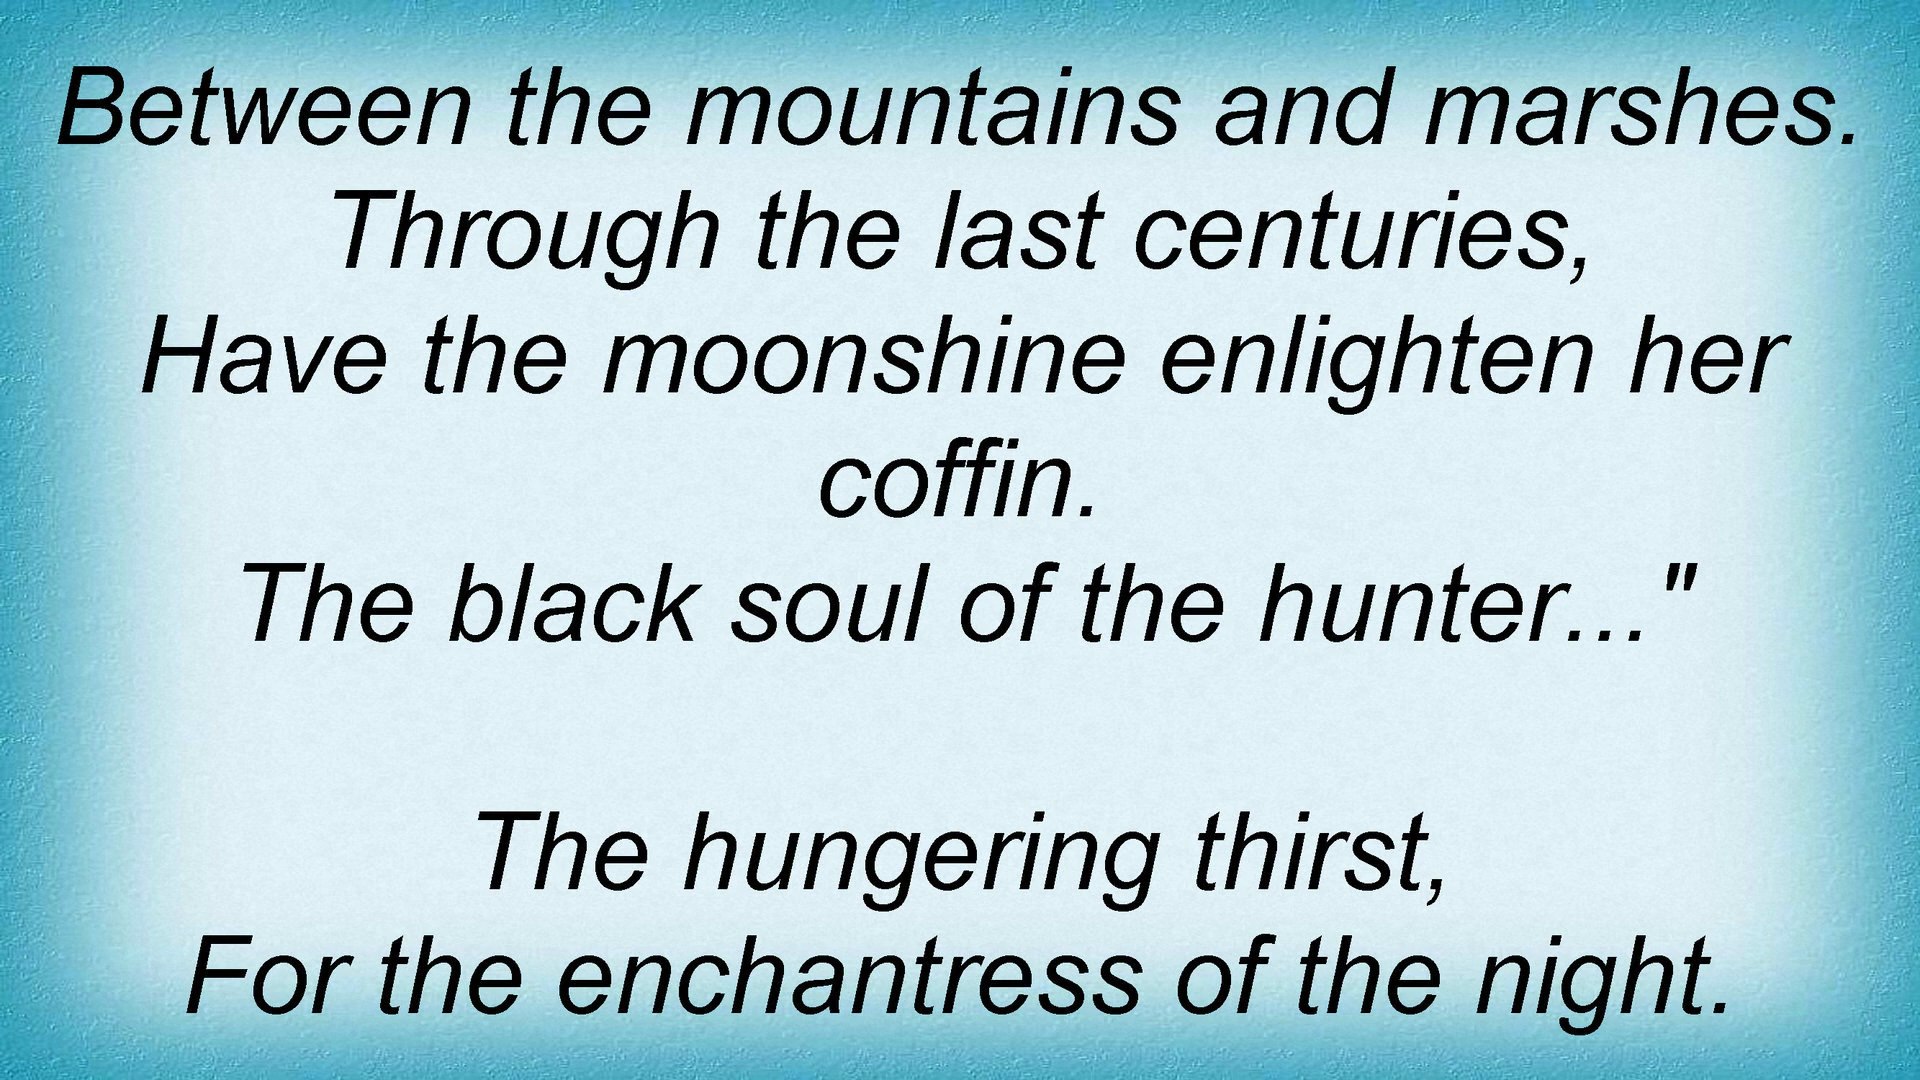 Between the mountains and marshes.
Through the last centuries,
Have the moonshine enlighten her
coffin.
The black soul of the hunter..."
The hungering thirst,
For the enchantress of the night.